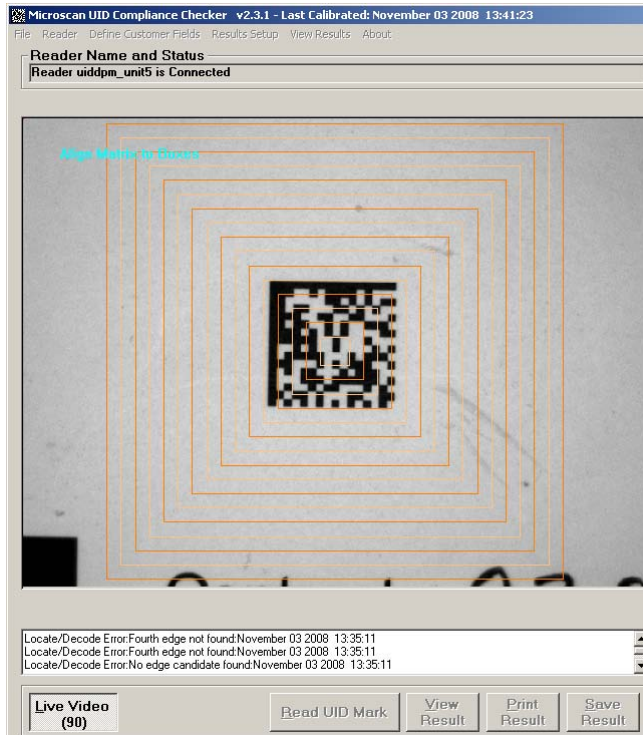 Microscan UID Compliance Checker v2.3.1 - Last Calibrated: November 03 2008 13:41:23
File Reader Define Customer Fields Results Setup View Results About
Reader Name and Status
Reader uiddpm_unit5 is Connected
Align Matrix to Boxes
Locate/Decode Error:Fourth edge not found:November 03 2008 13:35:11
Locate/Decode Error:Fourth edge not found:November 03 2008 13:35:11
Locate/Decode Error:No edge candidate found:November 03 2008 13:35:11
Live Video
(90)
Read UID Mark
View
Result
Print
Result
Save
Result